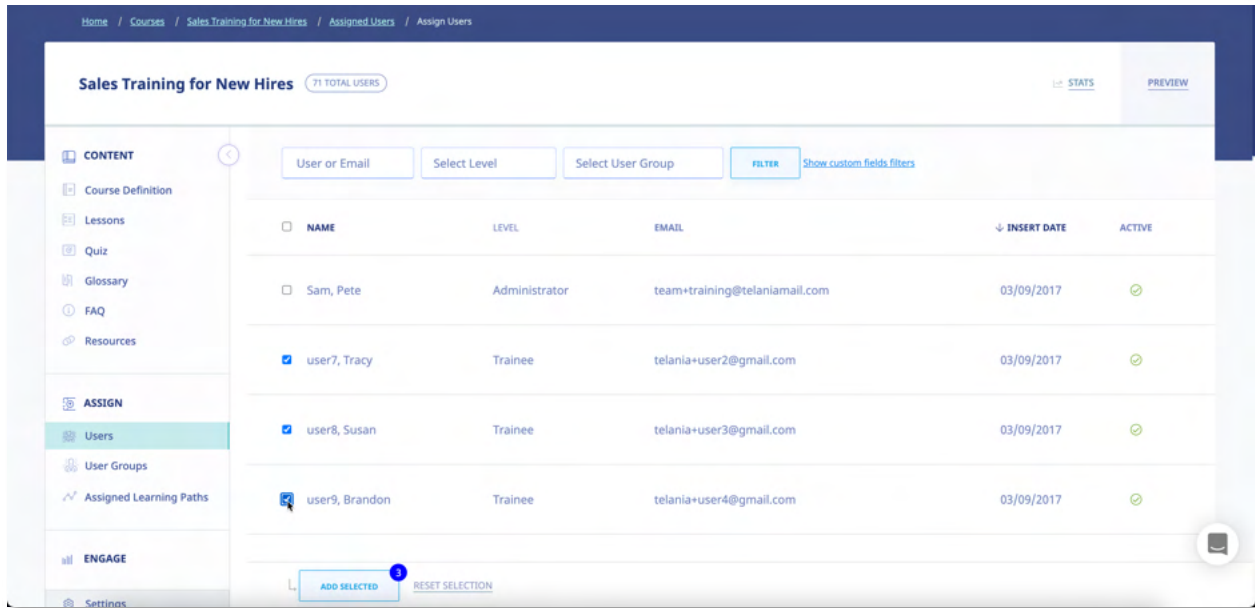 Home / Courses / Sales Training for New Hires / Assigned Users / Assign Users
Sales Training for New Hires 71 TOTAL USERS
STATS
PREVIEW
CONTENT
Course Definition
Lessons
Quiz
Glossary
FAQ
Resources
ASSIGN
Users
User Groups
Assigned Learning Paths
ENGAGE
Settings
User or Email Select Level Select User Group FILTER Show custom fields filters
NAME LEVEL EMAIL INSERT DATE ACTIVE
Sam, Pete Administrator team+training@telaniamail.com 03/09/2017
user7, Tracy Trainee telania+user2@gmail.com 03/09/2017
user8, Susan Trainee telania+user3@gmail.com 03/09/2017
user9, Brandon Trainee telania+user4@gmail.com 03/09/2017
ADD SELECTED 3 RESET SELECTION